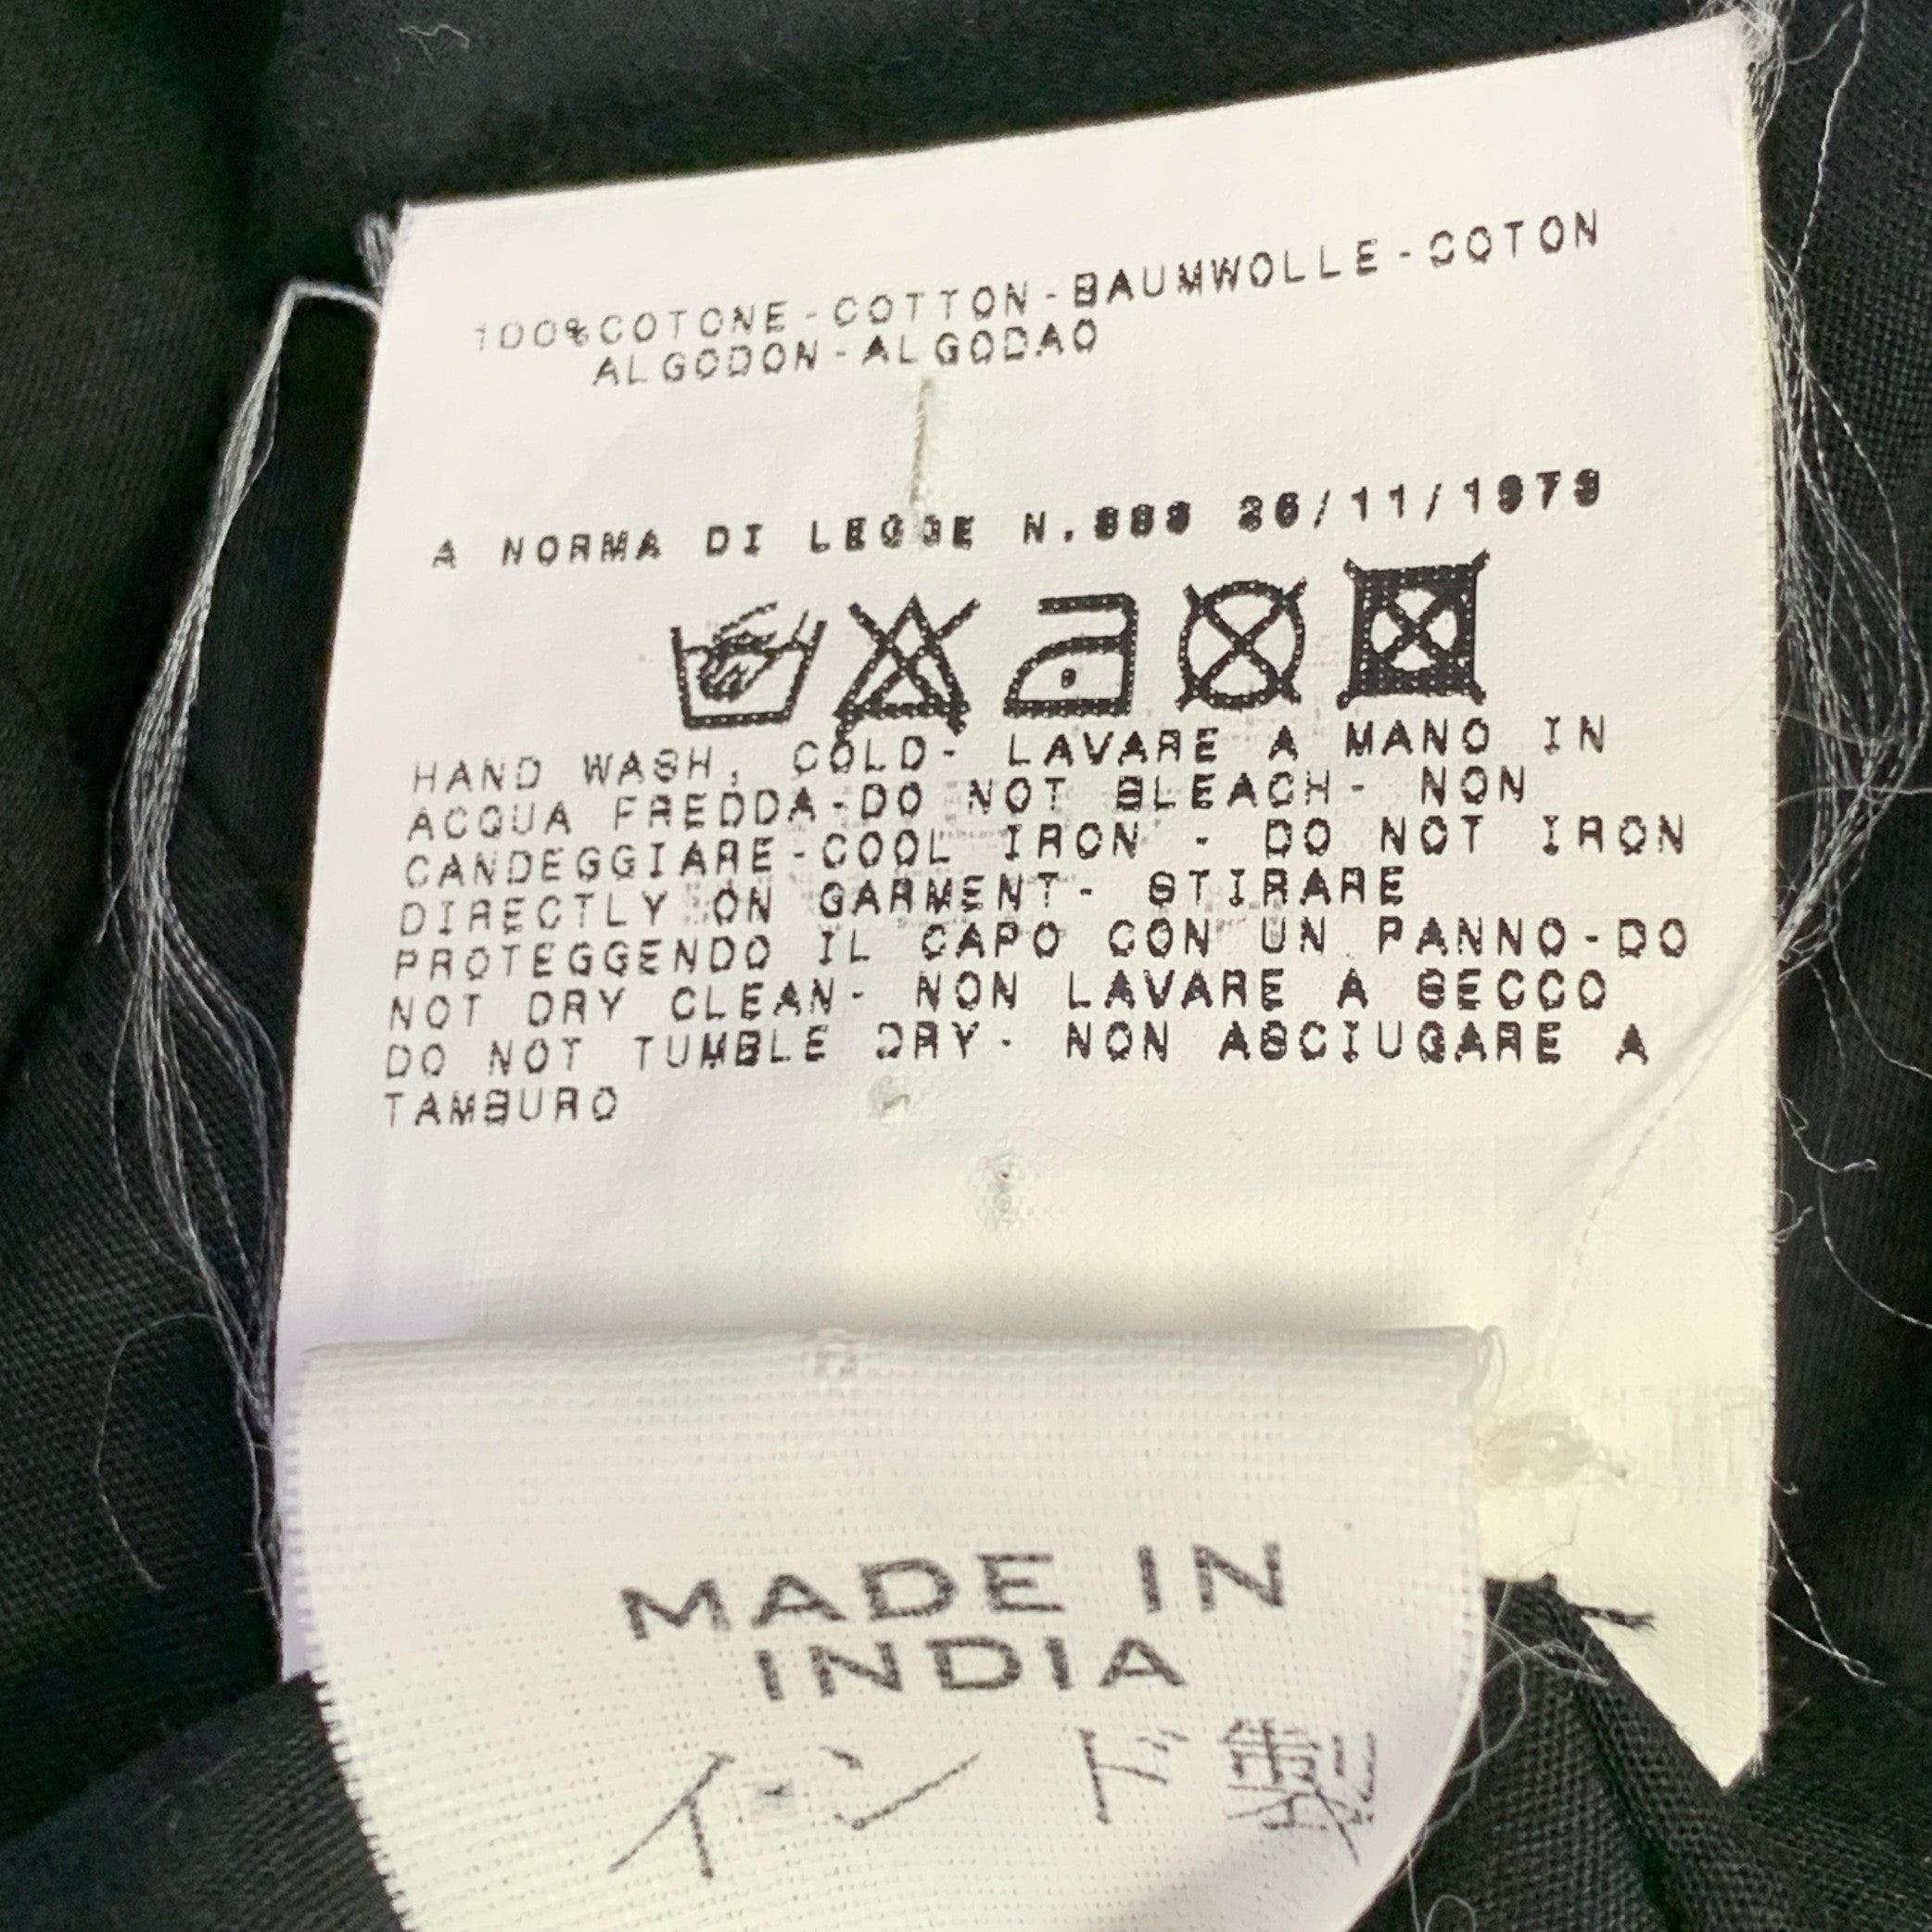 100%COTONE-COTTON-BAUMWOLLE-COTON
ALGODON-ALGODAO
A NORMA DI LEGGE N.883 26/11/1973
HAND WASH, COLD- LAVARE A MANO IN
ACQUA FREDDA-DO NOT BLEACH- NON
CANDEGGIARE-COOL IRON - DO NOT IRON
DIRECTLY ON GARMENT- STIRARE
PROTEGGENDO IL CAPO CON UN PANNO-DO
NOT DRY CLEAN- NON LAVARE A SECCO
DO NOT TUMBLE DRY- NON ASCIUGARE A
TAMBURO
MADE IN
INDIA
インド製